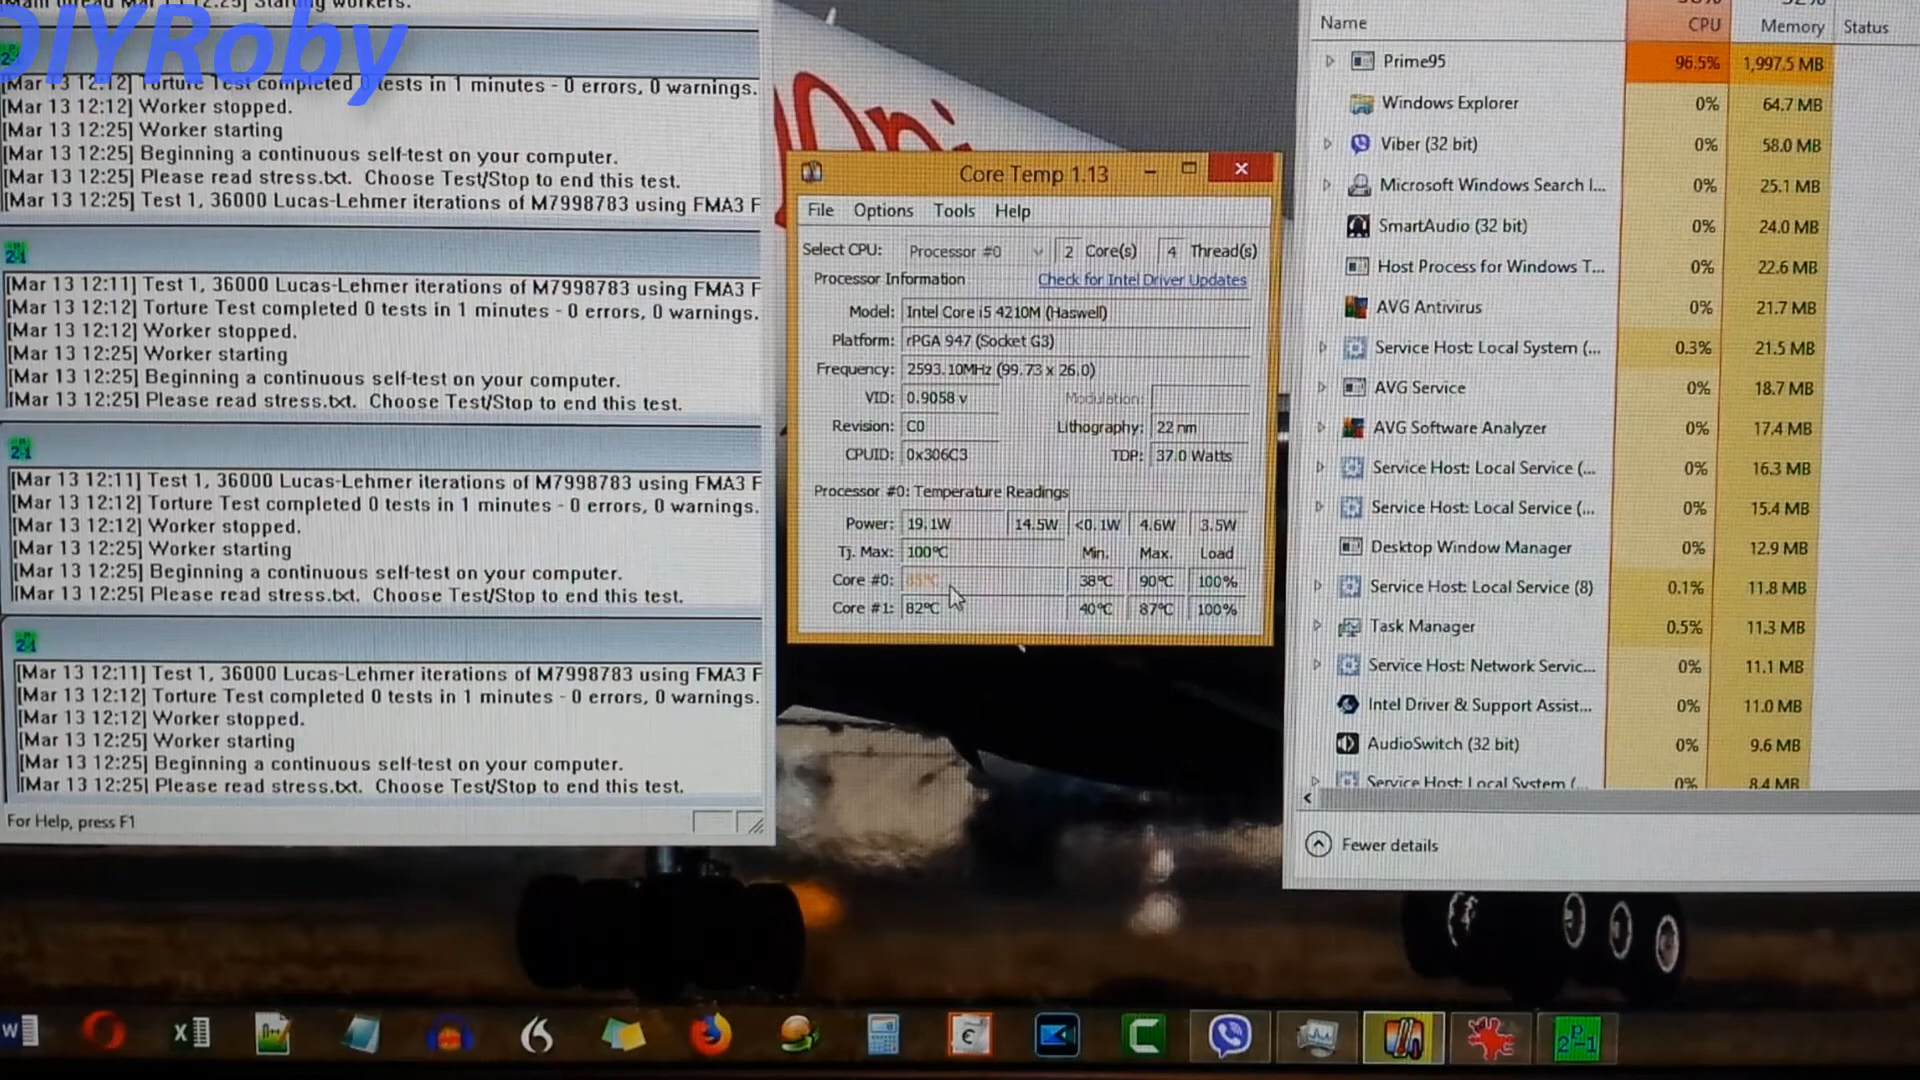 DIYRoby
[Mar 13 12:12] Torture Test completed 0 tests in 1 minutes - 0 errors, 0 warnings.
[Mar 13 12:12] Worker stopped.
[Mar 13 12:25] Worker starting
[Mar 13 12:25] Beginning a continuous self-test on your computer.
[Mar 13 12:25] Please read stress.txt.  Choose Test/Stop to end this test.
[Mar 13 12:25] Test 1, 36000 Lucas-Lehmer iterations of M7998783 using FMA3 F
[Mar 13 12:11] Test 1, 36000 Lucas-Lehmer iterations of M7998783 using FMA3 F
[Mar 13 12:12] Torture Test completed 0 tests in 1 minutes - 0 errors, 0 warnings.
[Mar 13 12:12] Worker stopped.
[Mar 13 12:25] Worker starting
[Mar 13 12:25] Beginning a continuous self-test on your computer.
[Mar 13 12:25] Please read stress.txt.  Choose Test/Stop to end this test.
[Mar 13 12:11] Test 1, 36000 Lucas-Lehmer iterations of M7998783 using FMA3 F
[Mar 13 12:12] Torture Test completed 0 tests in 1 minutes - 0 errors, 0 warnings.
[Mar 13 12:12] Worker stopped.
[Mar 13 12:25] Worker starting
[Mar 13 12:25] Beginning a continuous self-test on your computer.
[Mar 13 12:25] Please read stress.txt.  Choose Test/Stop to end this test.
[Mar 13 12:11] Test 1, 36000 Lucas-Lehmer iterations of M7998783 using FMA3 F
[Mar 13 12:12] Torture Test completed 0 tests in 1 minutes - 0 errors, 0 warnings.
[Mar 13 12:12] Worker stopped.
[Mar 13 12:25] Worker starting
[Mar 13 12:25] Beginning a continuous self-test on your computer.
[Mar 13 12:25] Please read stress.txt.  Choose Test/Stop to end this test.
For Help, press F1
Core Temp 1.13
File Options Tools Help
Select CPU: Processor #0 2 Core(s) 4 Thread(s)
Processor Information Check for Intel Driver Updates
Model: Intel Core i5 4210M (Haswell)
Platform: rPGA 947 (Socket G3)
Frequency: 2593.10MHz (99.73 x 26.0)
VID: 0.9058 v Modulation:
Revision: C0 Lithography: 22 nm
CPUID: 0x306C3 TDP: 37.0 Watts
Processor #0: Temperature Readings
Power: 19.1W 14.5W <0.1W 4.6W 3.5W
Tj. Max: 100°C Min. Max. Load
Core #0: 38°C 90°C 100%
Core #1: 82°C 40°C 87°C 100%
Name CPU Memory Status
Prime95 96.5% 1,997.5 MB
Windows Explorer 0% 64.7 MB
Viber (32 bit) 0% 58.0 MB
Microsoft Windows Search I... 0% 25.1 MB
SmartAudio (32 bit) 0% 24.0 MB
Host Process for Windows T... 0% 22.6 MB
AVG Antivirus 0% 21.7 MB
Service Host: Local System (... 0.3% 21.5 MB
AVG Service 0% 18.7 MB
AVG Software Analyzer 0% 17.4 MB
Service Host: Local Service (... 0% 16.3 MB
Service Host: Local Service (... 0% 15.4 MB
Desktop Window Manager 0% 12.9 MB
Service Host: Local Service (8) 0.1% 11.8 MB
Task Manager 0.5% 11.3 MB
Service Host: Network Servic... 0% 11.1 MB
Intel Driver & Support Assist... 0% 11.0 MB
AudioSwitch (32 bit) 0% 9.6 MB
Service Host: Local System ( 0% 8.4 MB
Fewer details